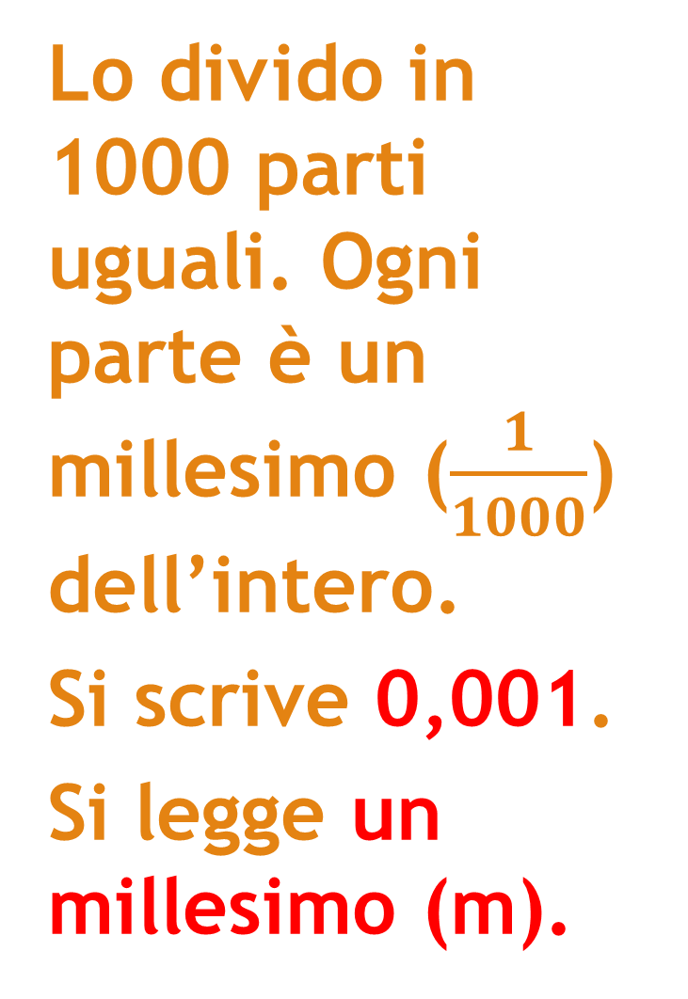 Lo divido in
1000 parti
uguali. Ogni
parte è un
millesimo (1/1000)
dell’intero.
Si scrive 0,001.
Si legge un
millesimo (m).